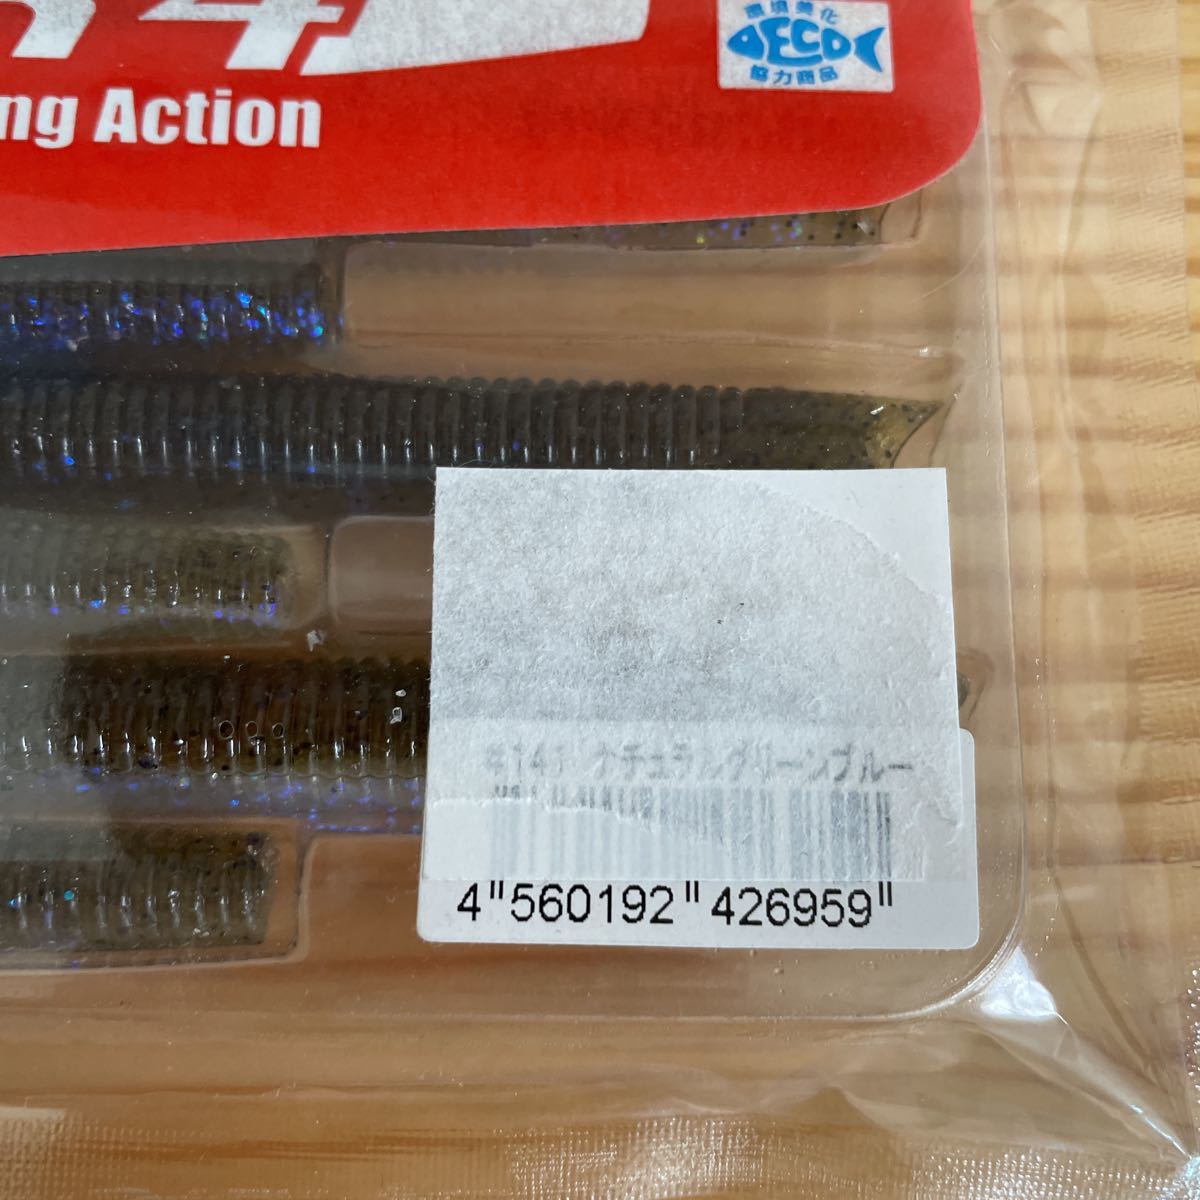 4
ng Action
環境美化
DECO
協力商品
#141 ナチュラルグリーンブルー
4"560192"426959"